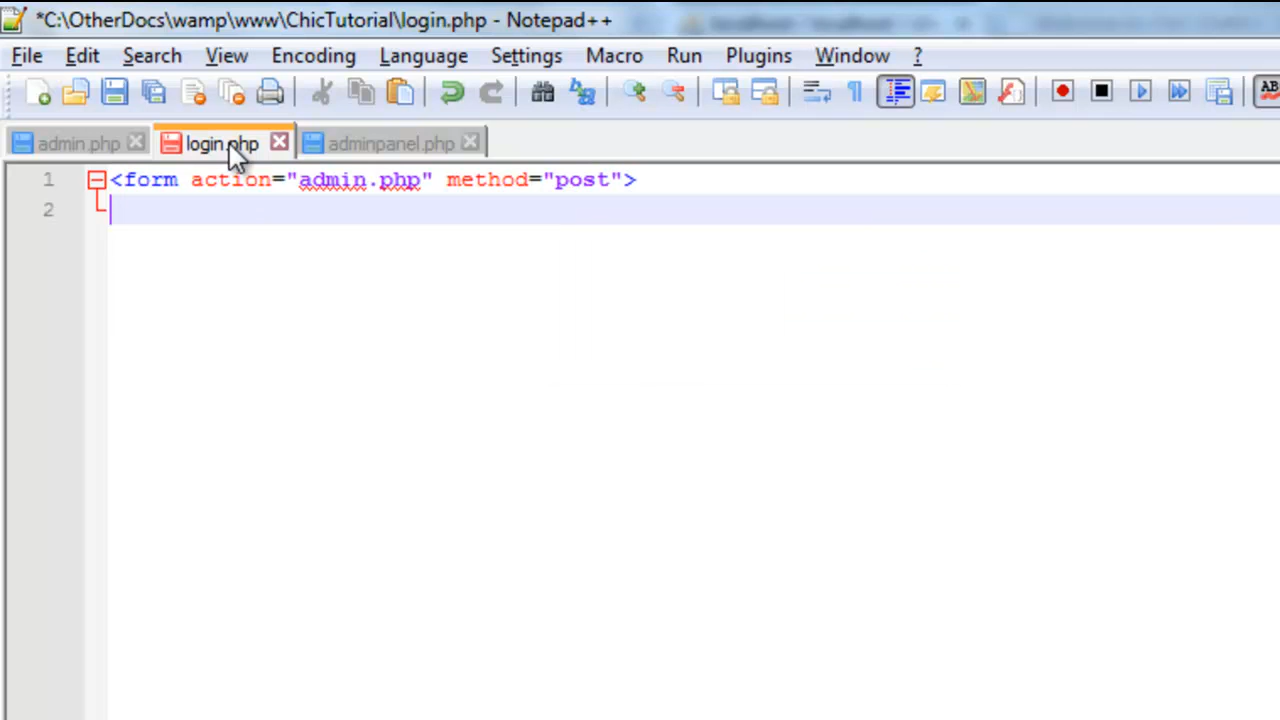 *C:\OtherDocs\wamp\www\ChicTutorial\login.php - Notepad++
File Edit Search View Encoding Language Settings Macro Run Plugins Window ?
admin.php login.php adminpanel.php
1 <form action="admin.php" method="post">
2